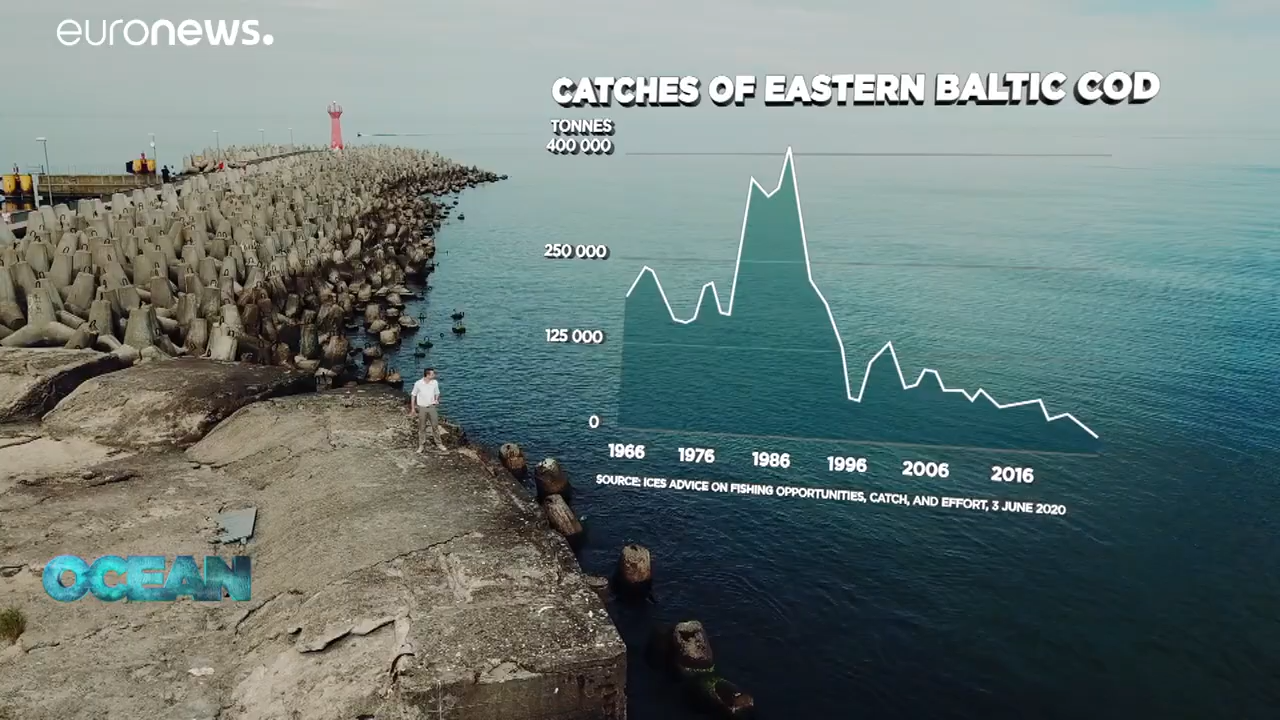 euronews.
CATCHES OF EASTERN BALTIC COD
TONNES
400 000
250 000
125 000
0
1966 1976 1986 1996 2006 2016
SOURCE: ICES ADVICE ON FISHING OPPORTUNITIES, CATCH, AND EFFORT, 3 JUNE 2020
OCEAN